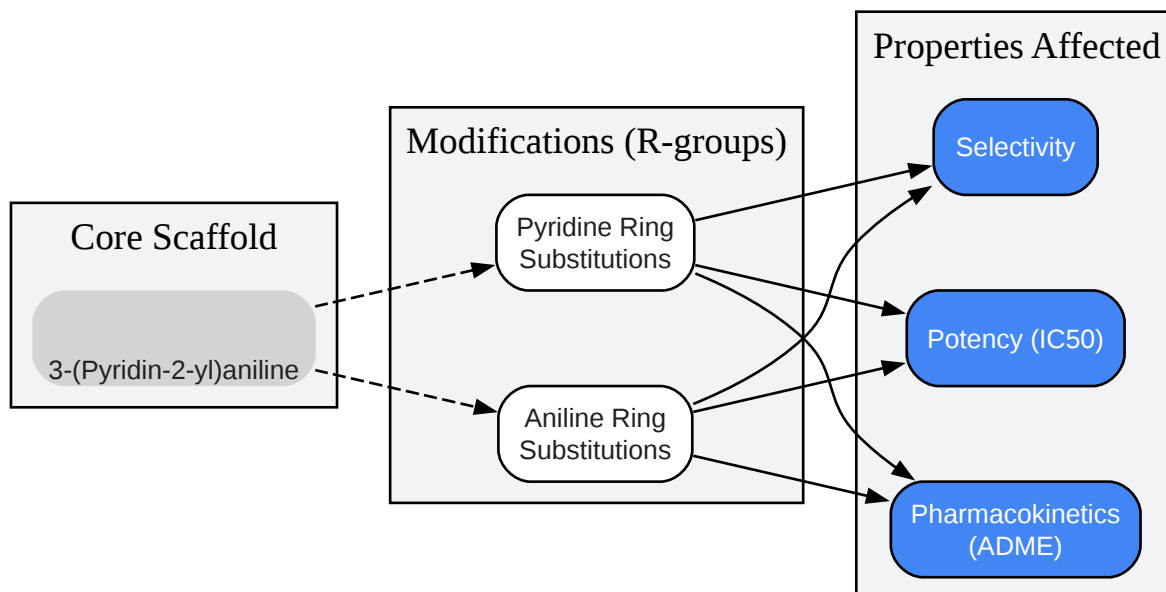 Core Scaffold
3-(Pyridin-2-yl)aniline
Modifications (R-groups)
Pyridine Ring
Substitutions
Aniline Ring
Substitutions
Properties Affected
Selectivity
Potency (IC50)
Pharmacokinetics
(ADME)